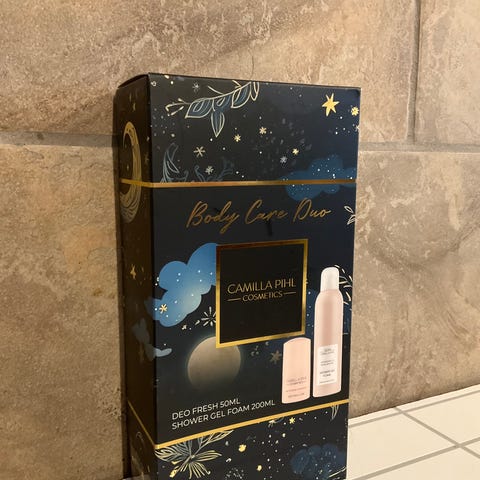 Body Care Duo
CAMILLA PIHL
COSMETICS
DEO FRESH 50ML
SHOWER GEL FOAM 200ML